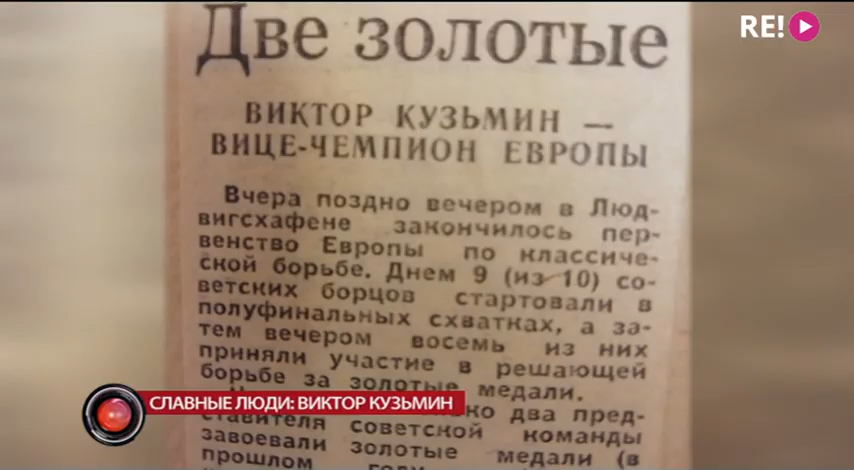 RE!
Две золотые
ВИКТОР КУЗЬМИН —
ВИЦЕ-ЧЕМПИОН ЕВРОПЫ
Вчера поздно вечером в Люд-
вигсхафене закончилось пер-
венство Европы по классиче-
ской борьбе. Днем 9 (из 10) со-
ветских борцов стартовали в
полуфинальных схватках, а за-
тем вечером восемь из них
приняли участие в решающей
борьбе за золотые медали.
СЛАВНЫЕ ЛЮДИ: ВИКТОР КУЗЬМИН
два пред-
ставителя советской команды
завоевали золотые медали (в
прошлом году